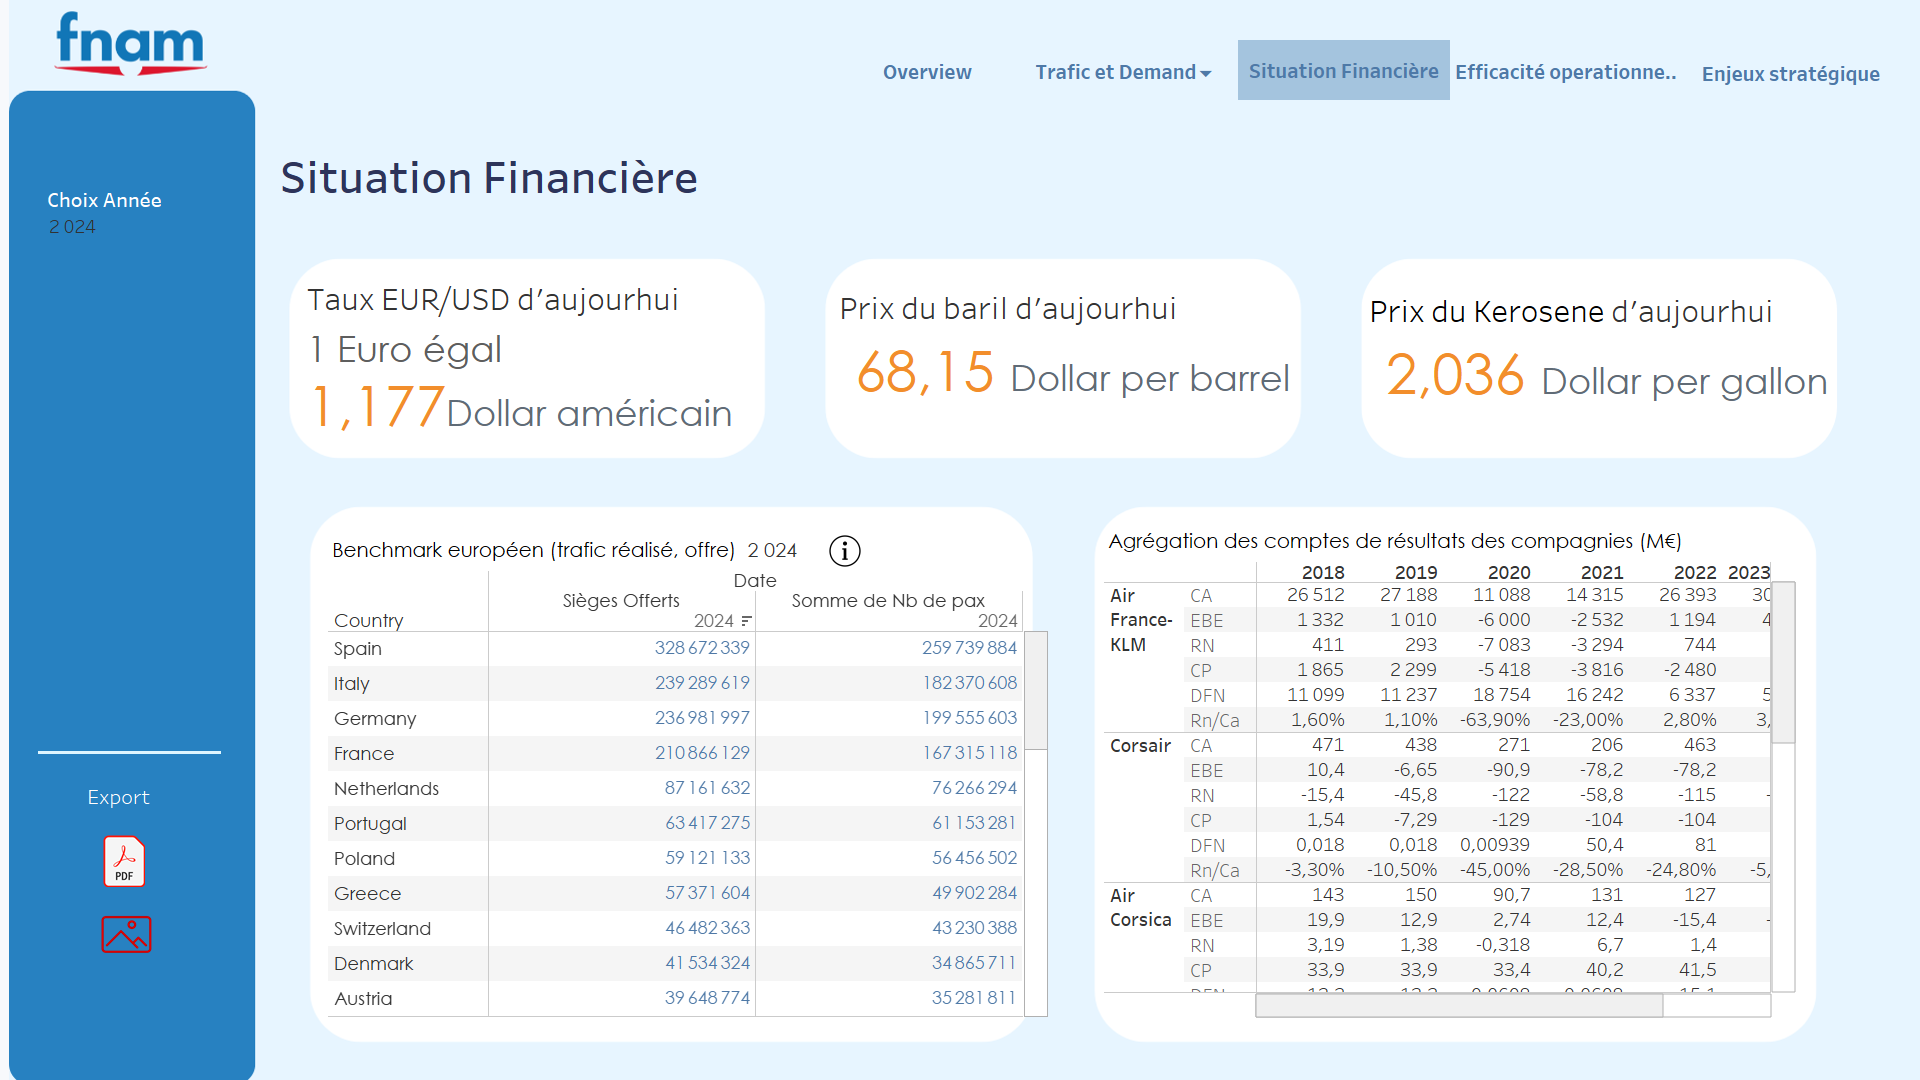 fnam
Overview
Trafic et Demand
Situation Financière
Efficacité operationne..
Enjeux stratégique
Choix Année
2 024
Export
PDF
Situation Financière
Taux EUR/USD d’aujourhui
1 Euro égal
1,177 Dollar américain
Prix du baril d’aujourhui
68,15 Dollar per barrel
Prix du Kerosene d’aujourhui
2,036 Dollar per gallon
Benchmark européen (trafic réalisé, offre) 2 024
i
Date
Sièges Offerts Somme de Nb de pax
Country 2024 2024
Spain 328 672 339 259 739 884
Italy 239 289 619 182 370 608
Germany 236 981 997 199 555 603
France 210 866 129 167 315 118
Netherlands 87 161 632 76 266 294
Portugal 63 417 275 61 153 281
Poland 59 121 133 56 456 502
Greece 57 371 604 49 902 284
Switzerland 46 482 363 43 230 388
Denmark 41 534 324 34 865 711
Austria 39 648 774 35 281 811
Agrégation des comptes de résultats des compagnies (M€)
2018 2019 2020 2021 2022 2023
Air CA 26 512 27 188 11 088 14 315 26 393
France- EBE 1 332 1 010 -6 000 -2 532 1 194
KLM RN 411 293 -7 083 -3 294 744
CP 1 865 2 299 -5 418 -3 816 -2 480
DFN 11 099 11 237 18 754 16 242 6 337
Rn/Ca 1,60% 1,10% -63,90% -23,00% 2,80%
Corsair CA 471 438 271 206 463
EBE 10,4 -6,65 -90,9 -78,2 -78,2
RN -15,4 -45,8 -122 -58,8 -115
CP 1,54 -7,29 -129 -104 -104
DFN 0,018 0,018 0,00939 50,4 81
Rn/Ca -3,30% -10,50% -45,00% -28,50% -24,80%
Air CA 143 150 90,7 131 127
Corsica EBE 19,9 12,9 2,74 12,4 -15,4
RN 3,19 1,38 -0,318 6,7 1,4
CP 33,9 33,9 33,4 40,2 41,5